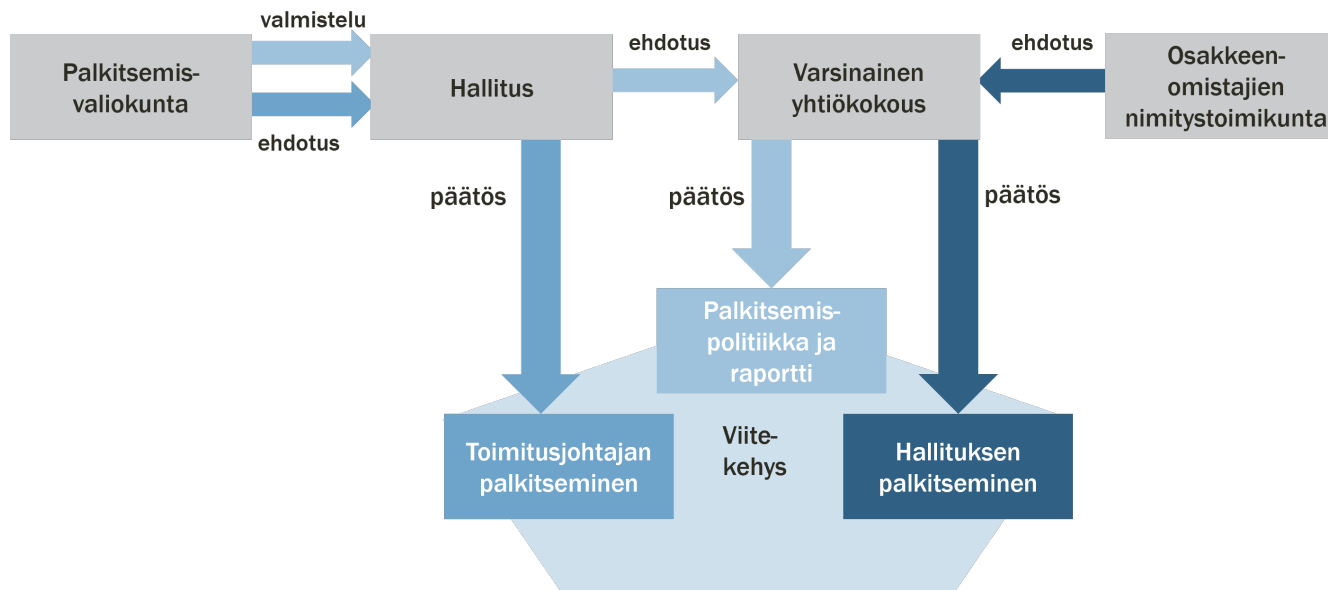 valmistelu
Palkitsemis-
valiokunta
ehdotus
Hallitus
ehdotus
Varsinainen
yhtiökokous
ehdotus
Osakkeen-
omistajien
nimitystoimikunta
päätös
päätös
päätös
Palkitsemis-
politiikka ja
raportti
Toimitusjohtajan
palkitseminen
Viite-
kehys
Hallituksen
palkitseminen